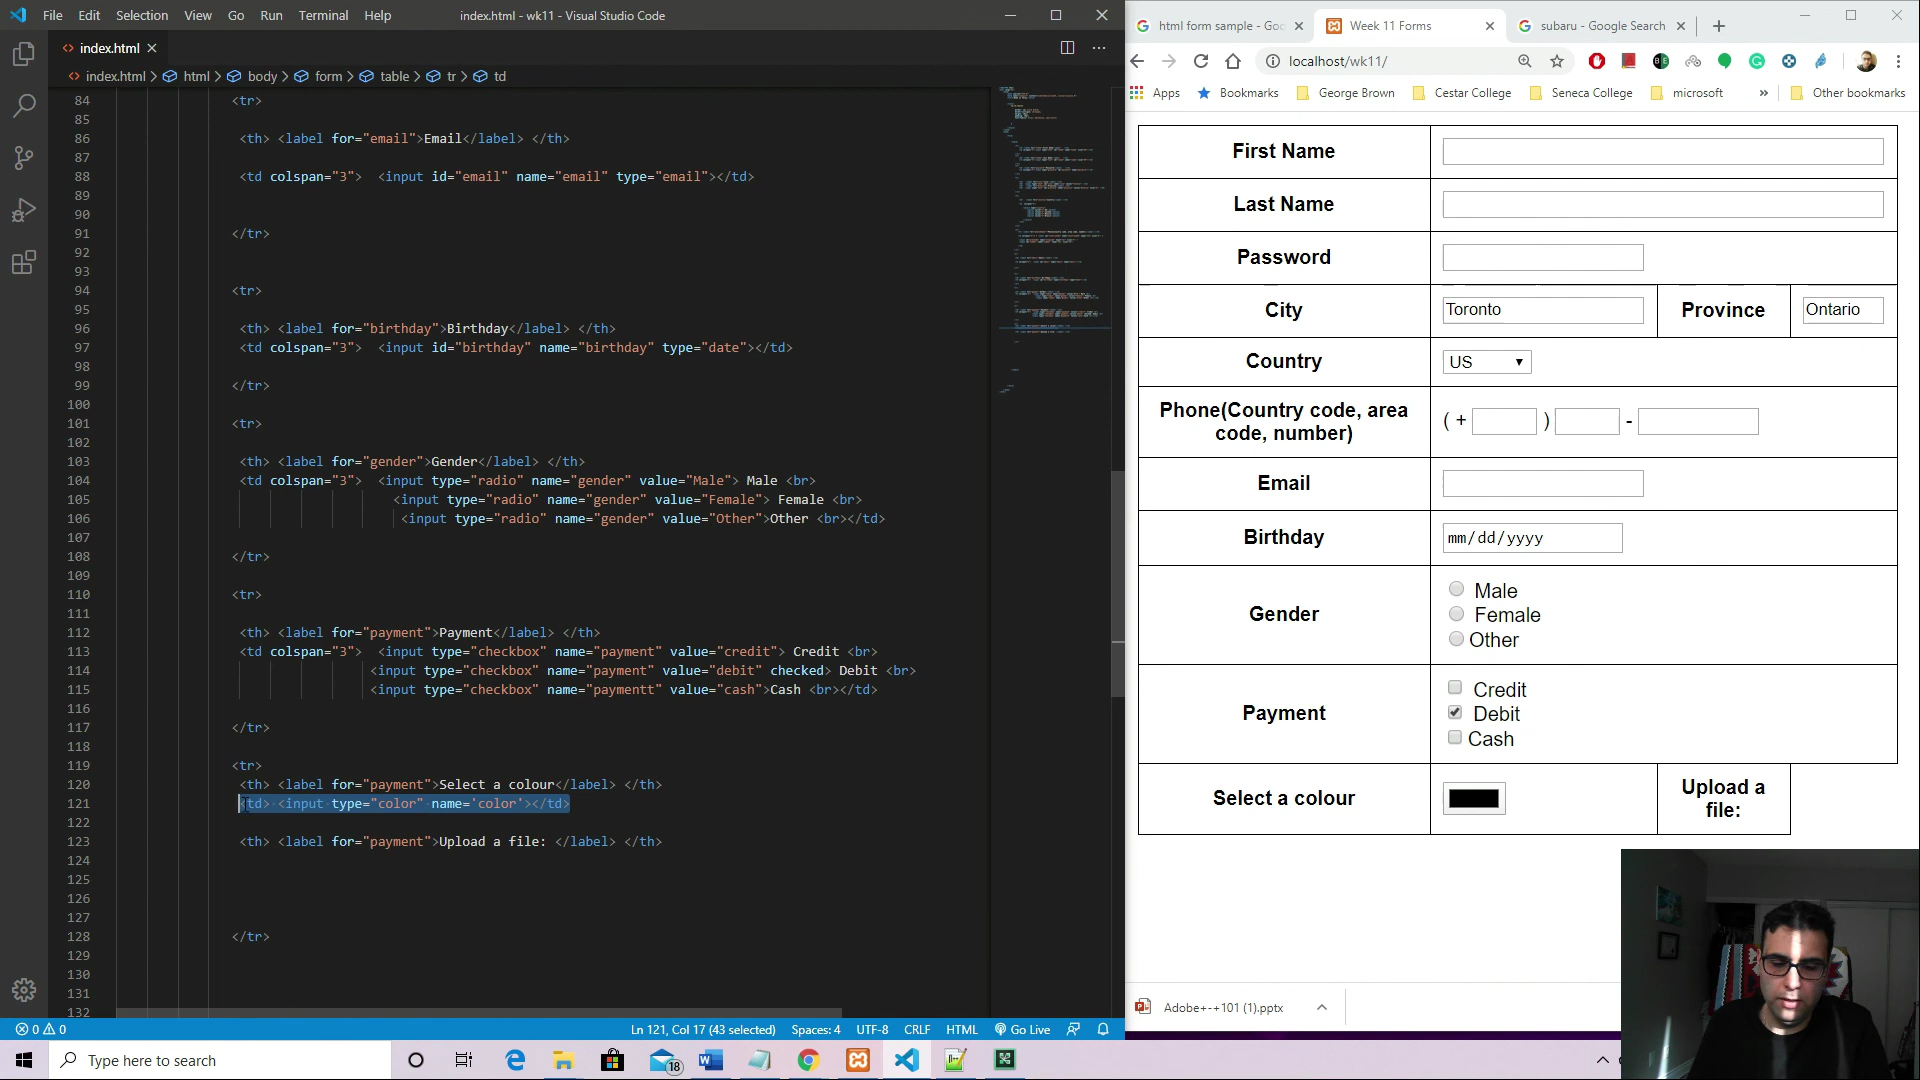 File Edit Selection View Go Run Terminal Help index.html - wk11 - Visual Studio Code
index.html
index.html > html > body > form > table > tr > td
84 <tr>
85
86 <th> <label for="email">Email</label> </th>
87
88 <td colspan="3"> <input id="email" name="email" type="email"></td>
89
90
91 </tr>
92
93
94 <tr>
95
96 <th> <label for="birthday">Birthday</label> </th>
97 <td colspan="3"> <input id="birthday" name="birthday" type="date"></td>
98
99 </tr>
100
101 <tr>
102
103 <th> <label for="gender">Gender</label> </th>
104 <td colspan="3"> <input type="radio" name="gender" value="Male"> Male <br>
105 <input type="radio" name="gender" value="Female"> Female <br>
106 <input type="radio" name="gender" value="Other">Other <br></td>
107
108 </tr>
109
110 <tr>
111
112 <th> <label for="payment">Payment</label> </th>
113 <td colspan="3"> <input type="checkbox" name="payment" value="credit"> Credit <br>
114 <input type="checkbox" name="payment" value="debit" checked> Debit <br>
115 <input type="checkbox" name="paymentt" value="cash">Cash <br></td>
116
117 </tr>
118
119 <tr>
120 <th> <label for="payment">Select a colour</label> </th>
121 <td> <input type="color" name='color'></td>
122
123 <th> <label for="payment">Upload a file: </label> </th>
124
125
126
127
128 </tr>
129
130
131
132
0 0 Ln 121, Col 17 (43 selected) Spaces: 4 UTF-8 CRLF HTML Go Live
html form sample - Goo Week 11 Forms subaru - Google Search
localhost/wk11/
Apps Bookmarks George Brown Cestar College Seneca College microsoft » Other bookmarks
First Name
Last Name
Password
City Toronto Province Ontario
Country US
Phone(Country code, area
code, number) ( + ) -
Email
Birthday mm/dd/yyyy
Gender
Male
Female
Other
Payment
Credit
Debit
Cash
Select a colour
Upload a
file:
Adobe+-+101 (1).pptx
Type here to search
18